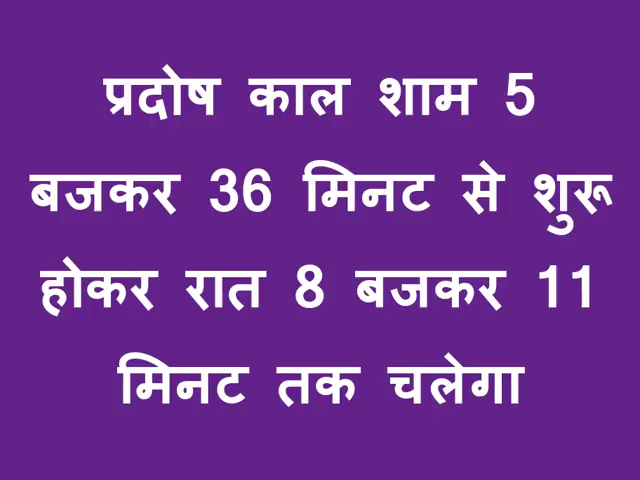 प्रदोष काल शाम 5
बजकर 36 मिनट से शुरू
होकर रात 8 बजकर 11
मिनट तक चलेगा